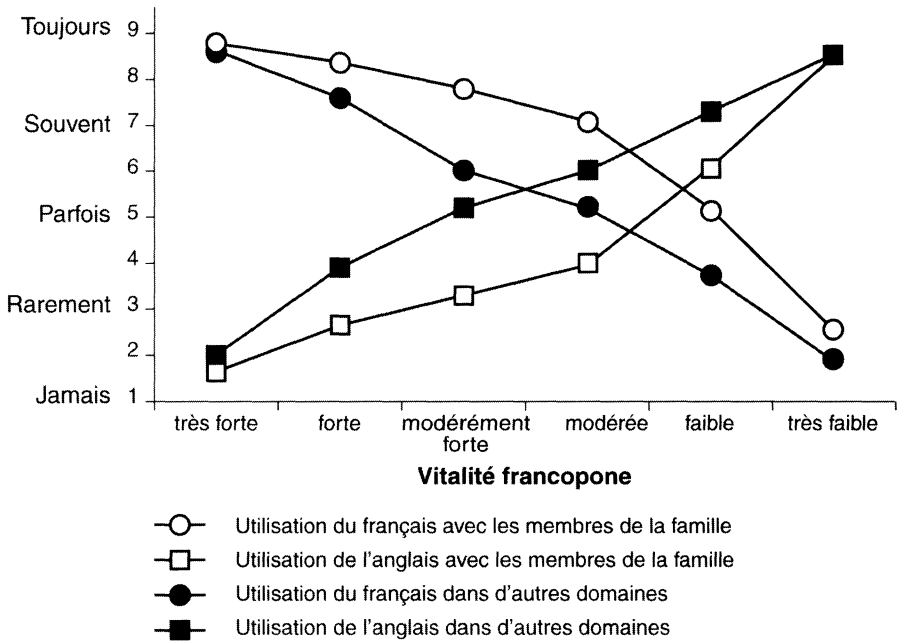 Toujours 9
8
Souvent 7
6
Parfois 5
4
Rarement 3
2
Jamais 1
très forte forte modérément modérée faible très faible
forte
Vitalité francopone
Utilisation du français avec les membres de la famille
Utilisation de l'anglais avec les membres de la famille
Utilisation du français dans d'autres domaines
Utilisation de l'anglais dans d'autres domaines